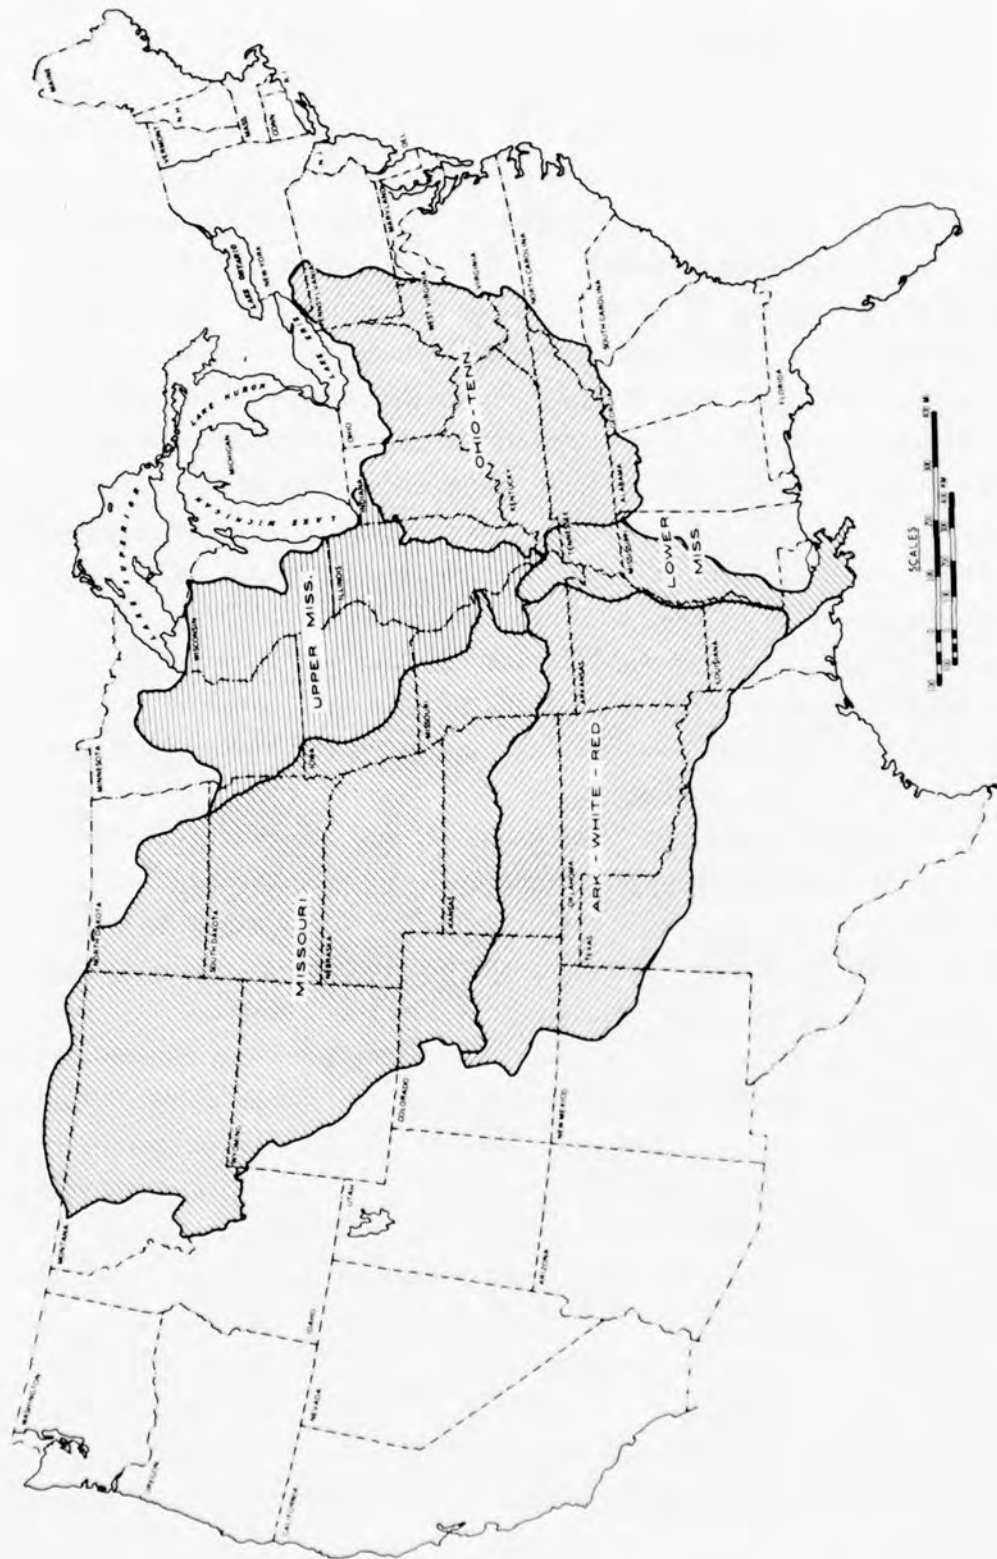 WASHINGTON
OREGON
CALIFORNIA
NEVADA
IDAHO
MONTANA
WYOMING
UTAH
COLORADO
ARIZONA
NEW MEXICO
NORTH DAKOTA
SOUTH DAKOTA
MISSOURI
NEBRASKA
KANSAS
OKLAHOMA
TEXAS
ARK - WHITE - RED
MINNESOTA
IOWA
MISSOURI
ARKANSAS
LOUISIANA
WISCONSIN
UPPER MISS.
ILLINOIS
LAKE SUPERIOR
LAKE MICHIGAN
MICHIGAN
LAKE HURON
INDIANA
OHIO
LAKE ERIE
LAKE ONTARIO
NEW YORK
PENNSYLVANIA
OHIO - TENN
KENTUCKY
TENNESSEE
MISSISSIPPI
ALABAMA
LOWER
MISS
WEST VIRGINIA
VIRGINIA
MARYLAND
DEL.
N. J.
NORTH CAROLINA
SOUTH CAROLINA
FLORIDA
VERMONT
N. H.
MAINE
MASS
CONN
SCALES